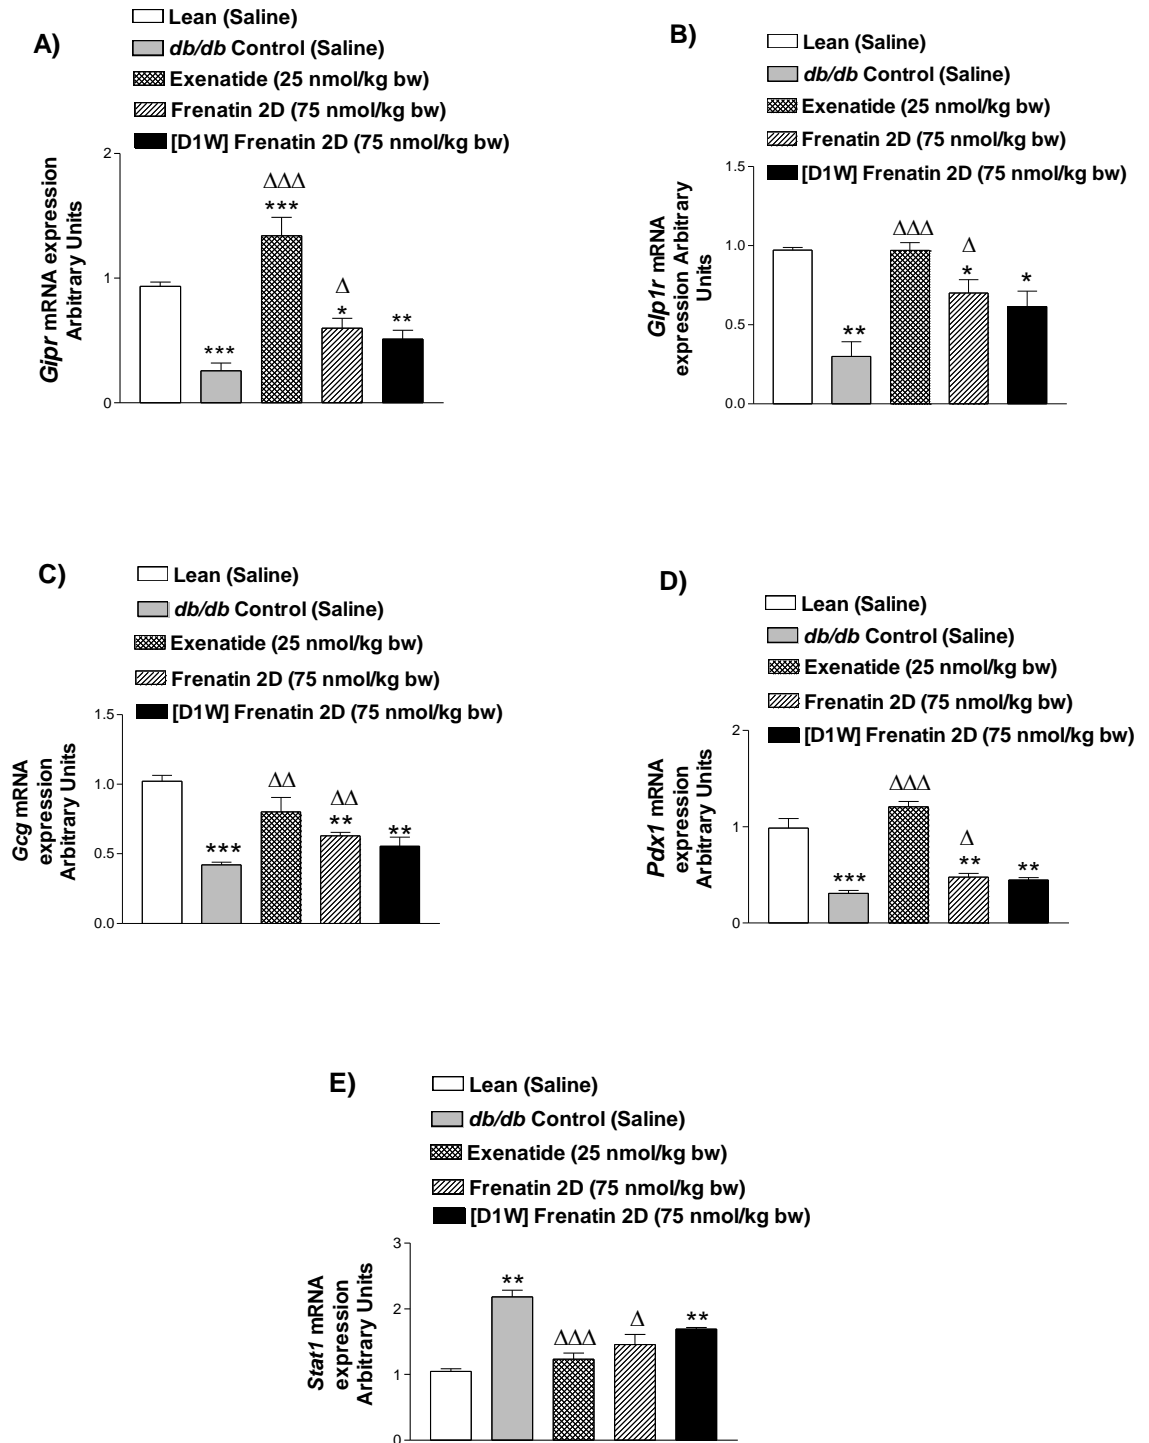 A)
Lean (Saline)
db/db Control (Saline)
Exenatide (25 nmol/kg bw)
Frenatin 2D (75 nmol/kg bw)
[D1W] Frenatin 2D (75 nmol/kg bw)
Gipr mRNA expression
Arbitrary Units
2
1
0
***
ΔΔΔ
***
Δ
*
**
B)
Lean (Saline)
db/db Control (Saline)
Exenatide (25 nmol/kg bw)
Frenatin 2D (75 nmol/kg bw)
[D1W] Frenatin 2D (75 nmol/kg bw)
Glp1r mRNA
expression Arbitrary
Units
1.5
1.0
0.5
0.0
**
ΔΔΔ
Δ
*
*
C)
Lean (Saline)
db/db Control (Saline)
Exenatide (25 nmol/kg bw)
Frenatin 2D (75 nmol/kg bw)
[D1W] Frenatin 2D (75 nmol/kg bw)
Gcg mRNA
expression
Arbitrary Units
1.5
1.0
0.5
0.0
***
ΔΔ
ΔΔ
**
**
D)
Lean (Saline)
db/db Control (Saline)
Exenatide (25 nmol/kg bw)
Frenatin 2D (75 nmol/kg bw)
[D1W] Frenatin 2D (75 nmol/kg bw)
Pdx1 mRNA
expression
Arbitrary Units
2
1
0
***
ΔΔΔ
Δ
**
**
E)
Lean (Saline)
db/db Control (Saline)
Exenatide (25 nmol/kg bw)
Frenatin 2D (75 nmol/kg bw)
[D1W] Frenatin 2D (75 nmol/kg bw)
Stat1 mRNA
expression
Arbitrary Units
3
2
1
0
**
ΔΔΔ
Δ
**